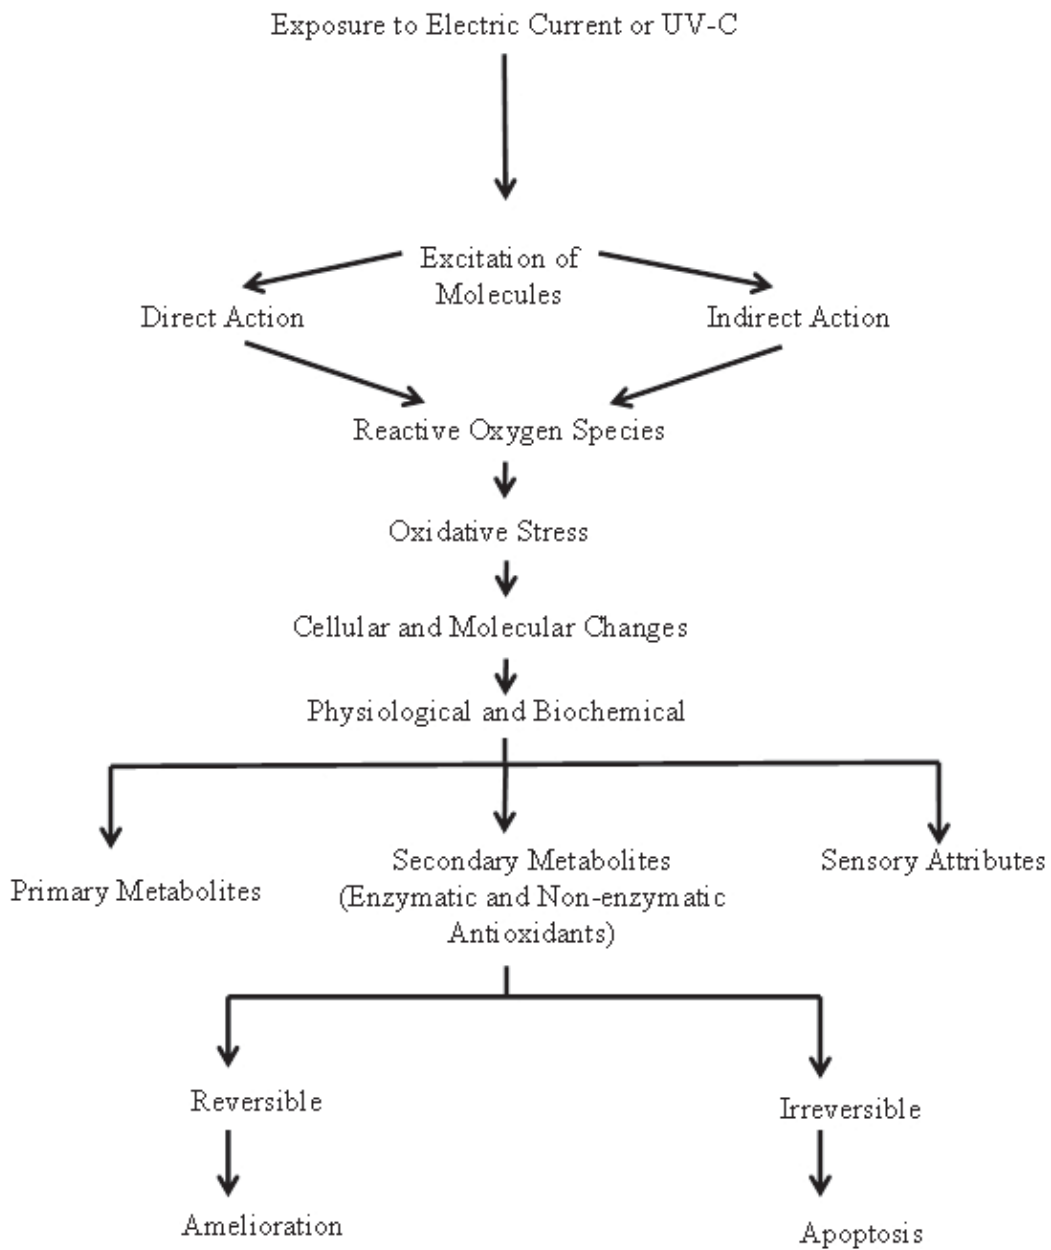 Exposure to Electric Current or UV-C
Excitation of
Molecules
Direct Action
Indirect Action
Reactive Oxygen Species
Oxidative Stress
Cellular and Molecular Changes
Physiological and Biochemical
Primary Metabolites
Secondary Metabolites
(Enzymatic and Non-enzymatic
Antioxidants)
Sensory Attributes
Reversible
Irreversible
Amelioration
Apoptosis